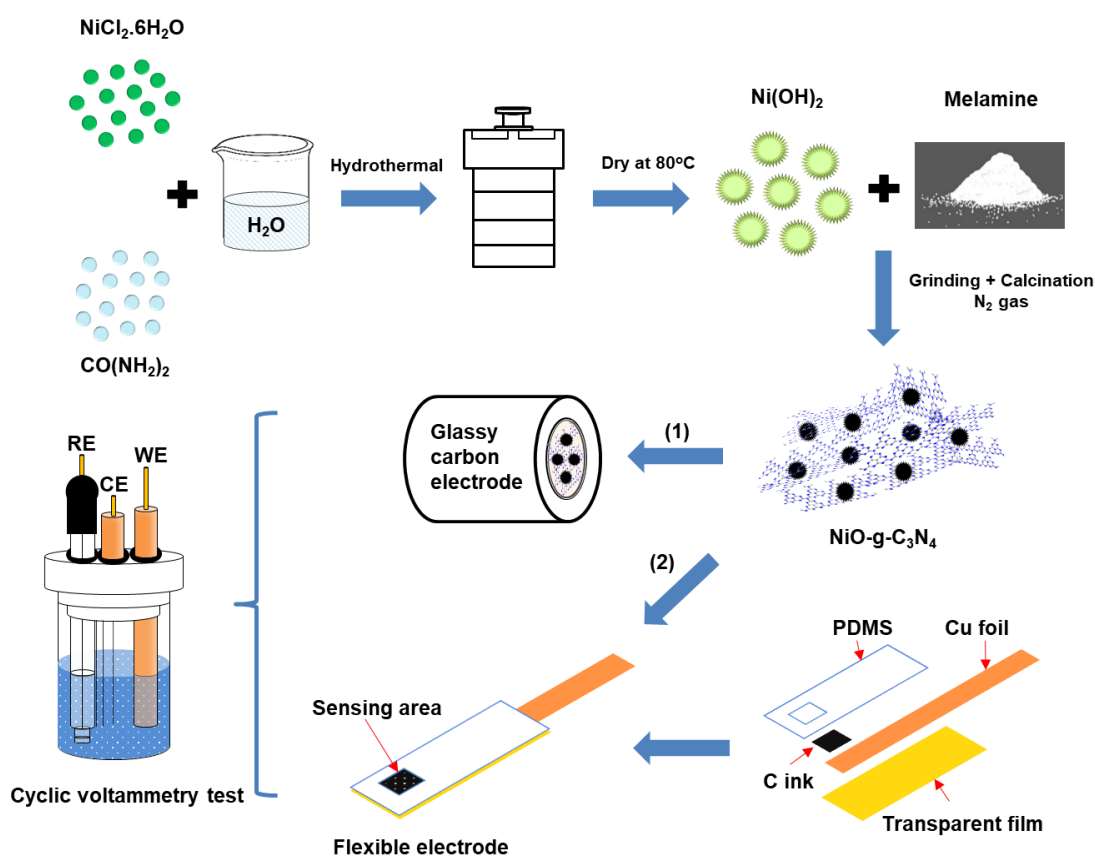 NiCl₂.6H₂O
H₂O
CO(NH₂)₂
Hydrothermal
Dry at 80°C
Ni(OH)₂
Melamine
Grinding + Calcination
N₂ gas
NiO-g-C₃N₄
(1)
Glassy
carbon
electrode
(2)
RE
CE
WE
Cyclic voltammetry test
Sensing area
Flexible electrode
PDMS
Cu foil
C ink
Transparent film